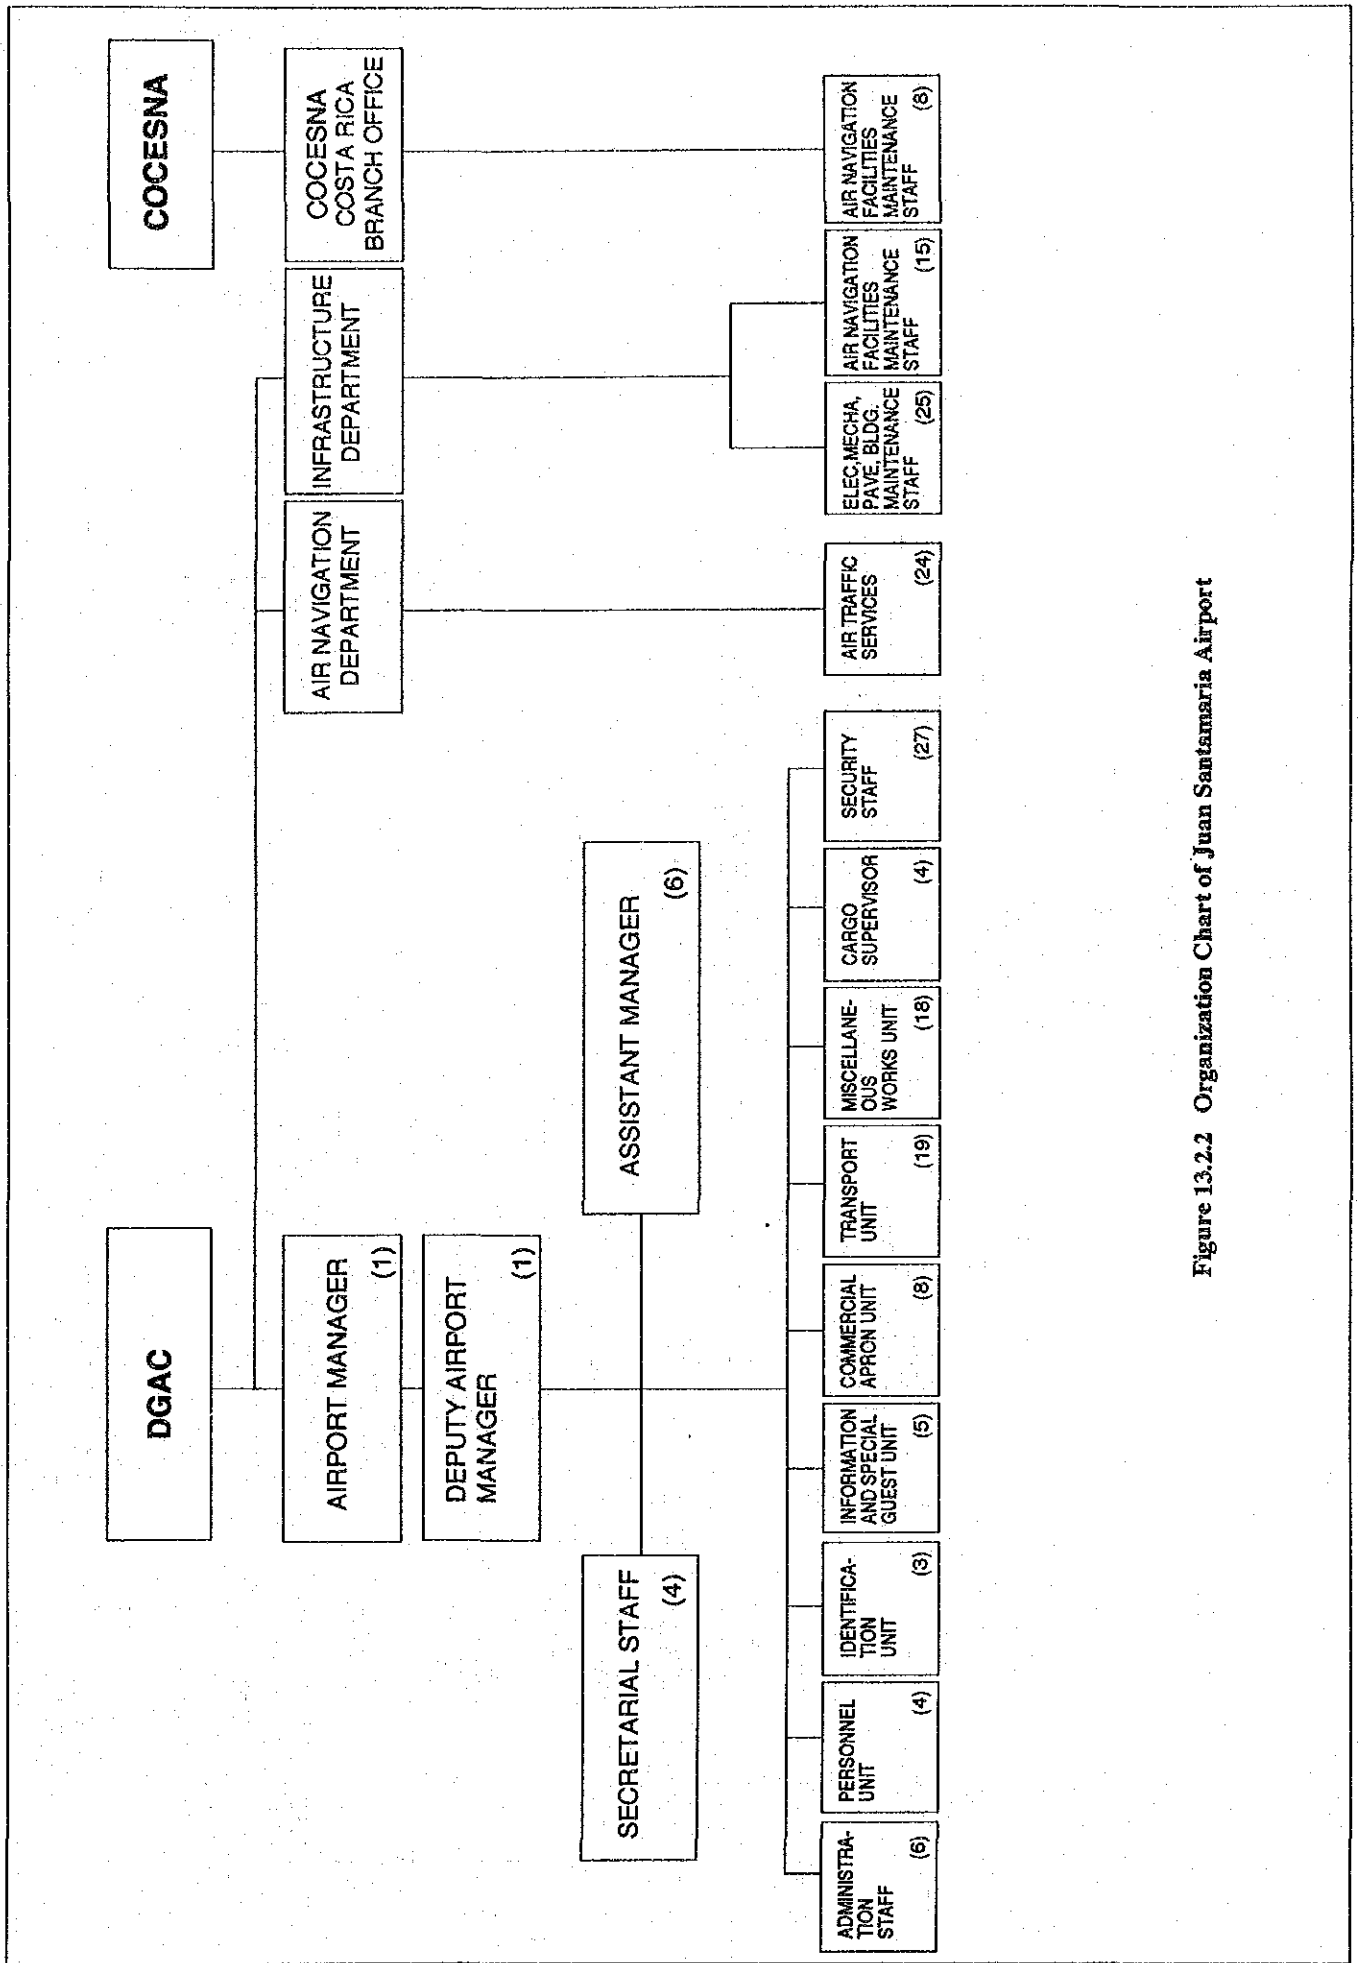 DGAC
COCESNA
AIRPORT MANAGER
(1)
AIR NAVIGATION
DEPARTMENT
INFRASTRUCTURE
DEPARTMENT
COCESNA
COSTA RICA
BRANCH OFFICE
DEPUTY AIRPORT
MANAGER
(1)
SECRETARIAL STAFF
(4)
ASSISTANT MANAGER
(6)
ADMINISTRA-
TION
STAFF
(6)
PERSONNEL
UNIT
(4)
IDENTIFICA-
TION
UNIT
(3)
INFORMATION
AND SPECIAL
GUEST UNIT
(5)
COMMERCIAL
APRON UNIT
(8)
TRANSPORT
UNIT
(19)
MISCELLANE-
OUS
WORKS UNIT
(18)
CARGO
SUPERVISOR
(4)
SECURITY
STAFF
(27)
AIR TRAFFIC
SERVICES
(24)
ELEC,MECHA,
PAVE, BLDG.
MAINTENANCE
STAFF
(25)
AIR NAVIGATION
FACILITIES
MAINTENANCE
STAFF
(15)
AIR NAVIGATION
FACILITIES
MAINTENANCE
STAFF
(8)
Figure 13.2.2 Organization Chart of Juan Santamaria Airport